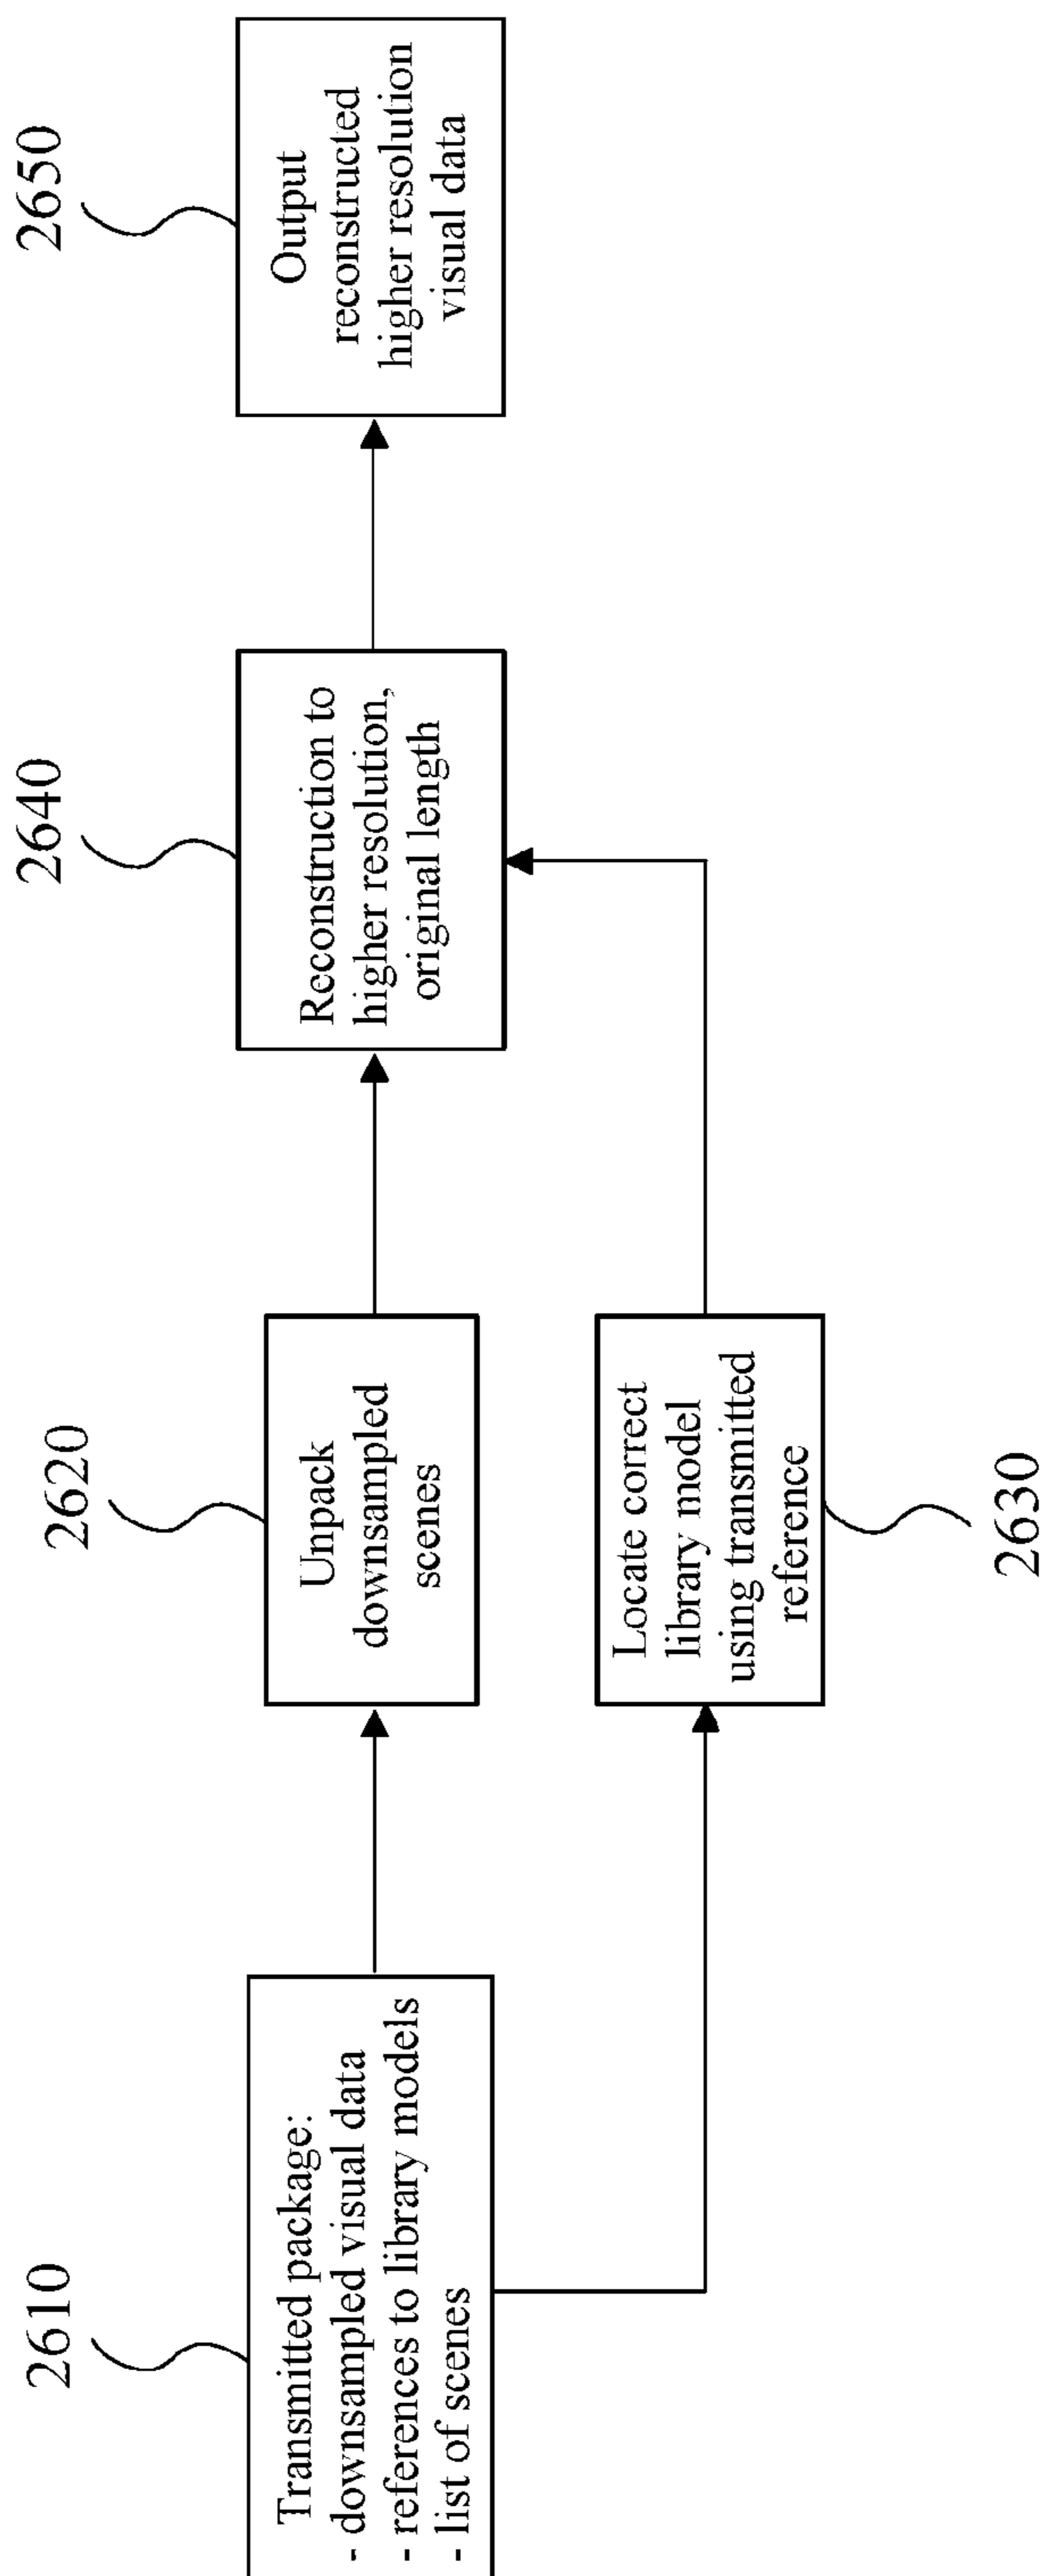 2610
Transmitted package:
- downsampled visual data
- references to library models
- list of scenes
2620
Unpack
downsampled
scenes
Locate correct
library model
using transmitted
reference
2630
2640
Reconstruction to
higher resolution,
original length
2650
Output
reconstructed
higher resolution
visual data